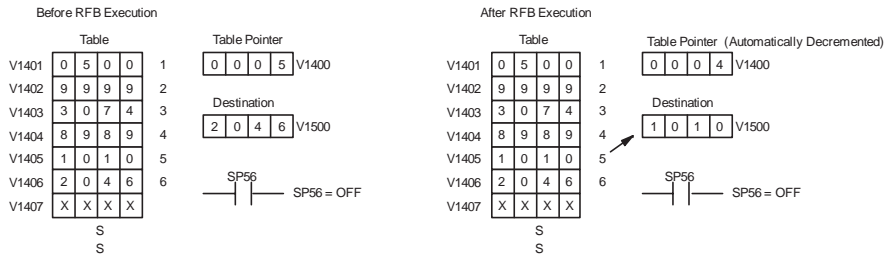 Before RFB Execution
Table
Table Pointer
V1401 0 5 0 0 1
0 0 0 5 V1400
V1402 9 9 9 9 2
Destination
V1403 3 0 7 4 3
2 0 4 6 V1500
V1404 8 9 8 9 4
V1405 1 0 1 0 5
V1406 2 0 4 6 6
SP56
SP56 = OFF
V1407 X X X X
S
S
After RFB Execution
Table
Table Pointer (Automatically Decremented)
V1401 0 5 0 0 1
0 0 0 4 V1400
V1402 9 9 9 9 2
Destination
V1403 3 0 7 4 3
1 0 1 0 V1500
V1404 8 9 8 9 4
V1405 1 0 1 0 5
V1406 2 0 4 6 6
SP56
SP56 = OFF
V1407 X X X X
S
S